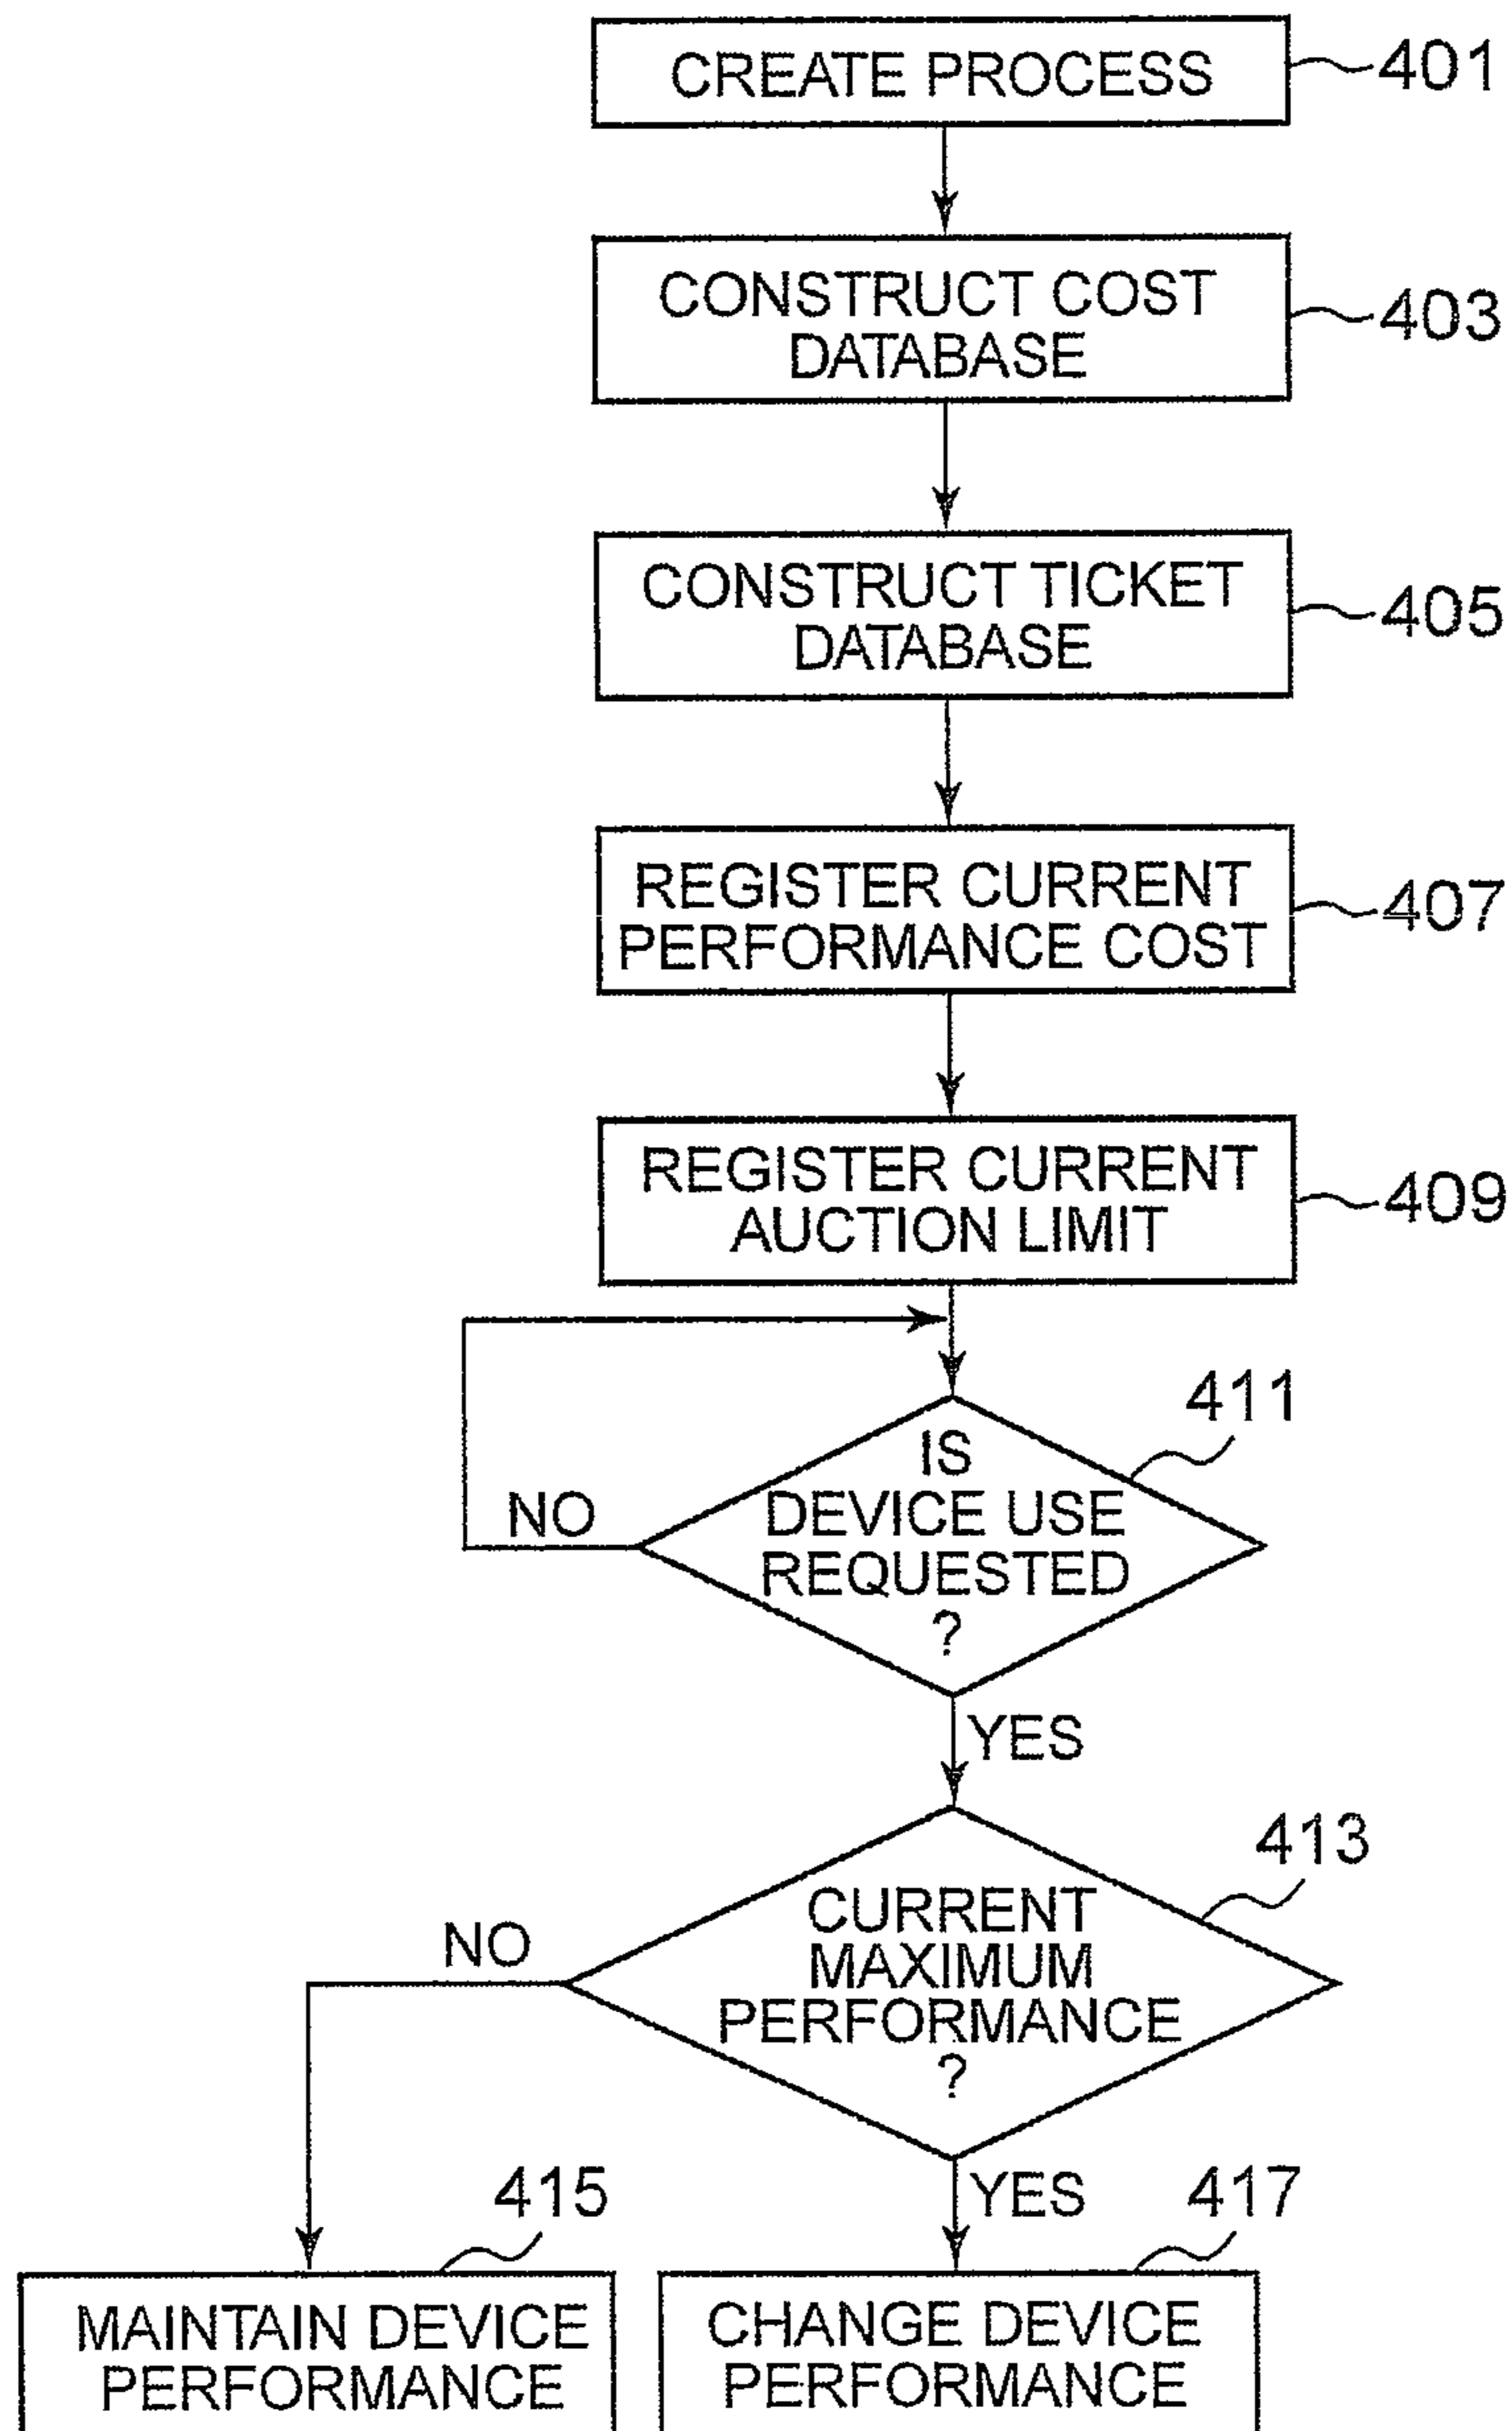 CREATE PROCESS
401
CONSTRUCT COST
DATABASE
403
CONSTRUCT TICKET
DATABASE
405
REGISTER CURRENT
PERFORMANCE COST
407
REGISTER CURRENT
AUCTION LIMIT
409
411
IS
DEVICE USE
REQUESTED
?
NO
YES
413
CURRENT
MAXIMUM
PERFORMANCE
?
NO
YES
415
417
MAINTAIN DEVICE
PERFORMANCE
CHANGE DEVICE
PERFORMANCE